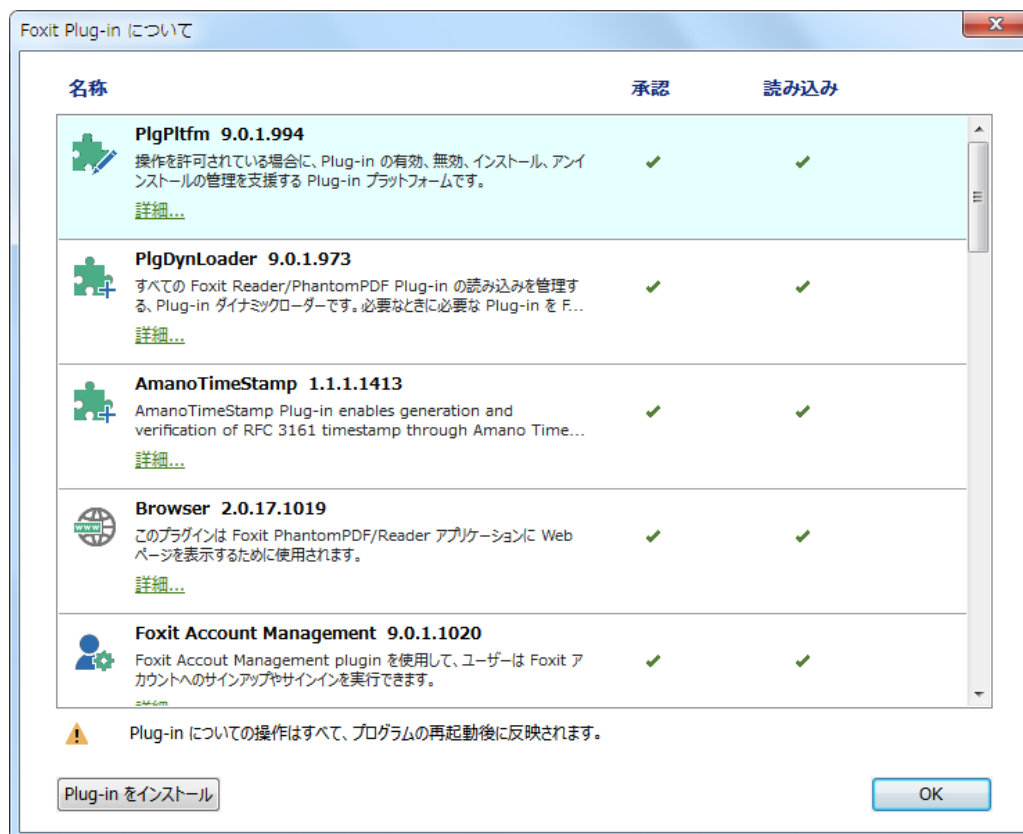 Foxit Plug-in について
名称 承認 読み込み
PlgPltfm 9.0.1.994
操作を許可されている場合に、Plug-in の有効、無効、インストール、アンイ
ンストールの管理を支援する Plug-in プラットフォームです。
詳細...
PlgDynLoader 9.0.1.973
すべての Foxit Reader/PhantomPDF Plug-in の読み込みを管理す
る、Plug-in ダイナミックローダーです。必要なときに必要な Plug-in を F...
詳細...
AmanoTimeStamp 1.1.1.1413
AmanoTimeStamp Plug-in enables generation and
verification of RFC 3161 timestamp through Amano Time...
詳細...
Browser 2.0.17.1019
www
このプラグインは Foxit PhantomPDF/Reader アプリケーションに Web
ページを表示するために使用されます。
詳細...
Foxit Account Management 9.0.1.1020
Foxit Accout Management plugin を使用して、ユーザーは Foxit ア
カウントへのサインアップやサインインを実行できます。
Plug-in についての操作はすべて、プログラムの再起動後に反映されます。
Plug-in をインストール OK